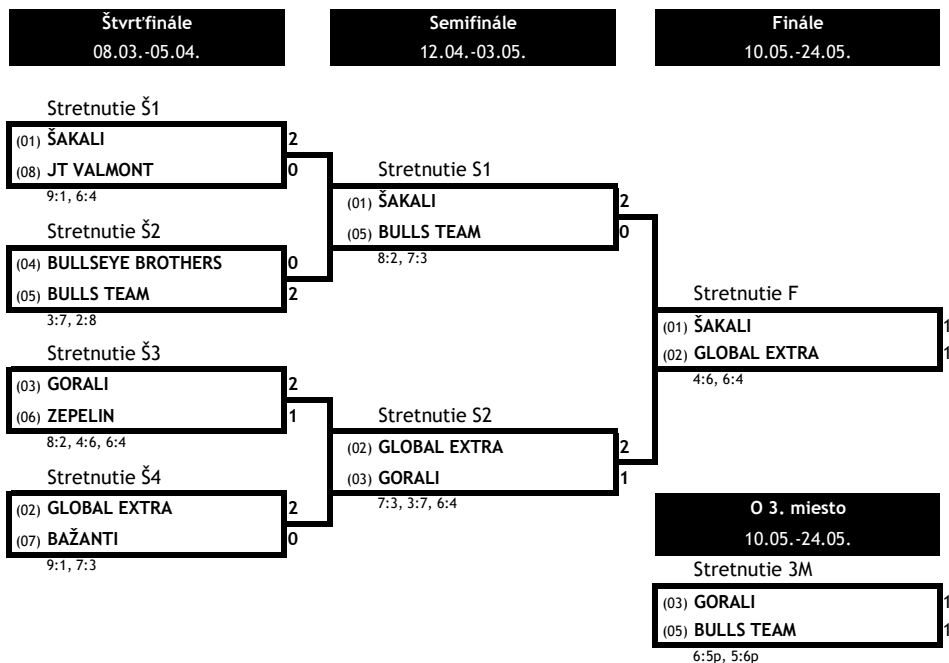 Štvrťfinále
08.03.-05.04.
Semifinále
12.04.-03.05.
Finále
10.05.-24.05.
Stretnutie Š1
(01) ŠAKALI 2
(08) JT VALMONT 0
9:1, 6:4
Stretnutie Š2
(04) BULLSEYE BROTHERS 0
(05) BULLS TEAM 2
3:7, 2:8
Stretnutie Š3
(03) GORALI 2
(06) ZEPELIN 1
8:2, 4:6, 6:4
Stretnutie Š4
(02) GLOBAL EXTRA 2
(07) BAŽANTI 0
9:1, 7:3
Stretnutie S1
(01) ŠAKALI 2
(05) BULLS TEAM 0
8:2, 7:3
Stretnutie S2
(02) GLOBAL EXTRA 2
(03) GORALI 1
7:3, 3:7, 6:4
Stretnutie F
(01) ŠAKALI 1
(02) GLOBAL EXTRA 1
4:6, 6:4
O 3. miesto
10.05.-24.05.
Stretnutie 3M
(03) GORALI 1
(05) BULLS TEAM 1
6:5p, 5:6p